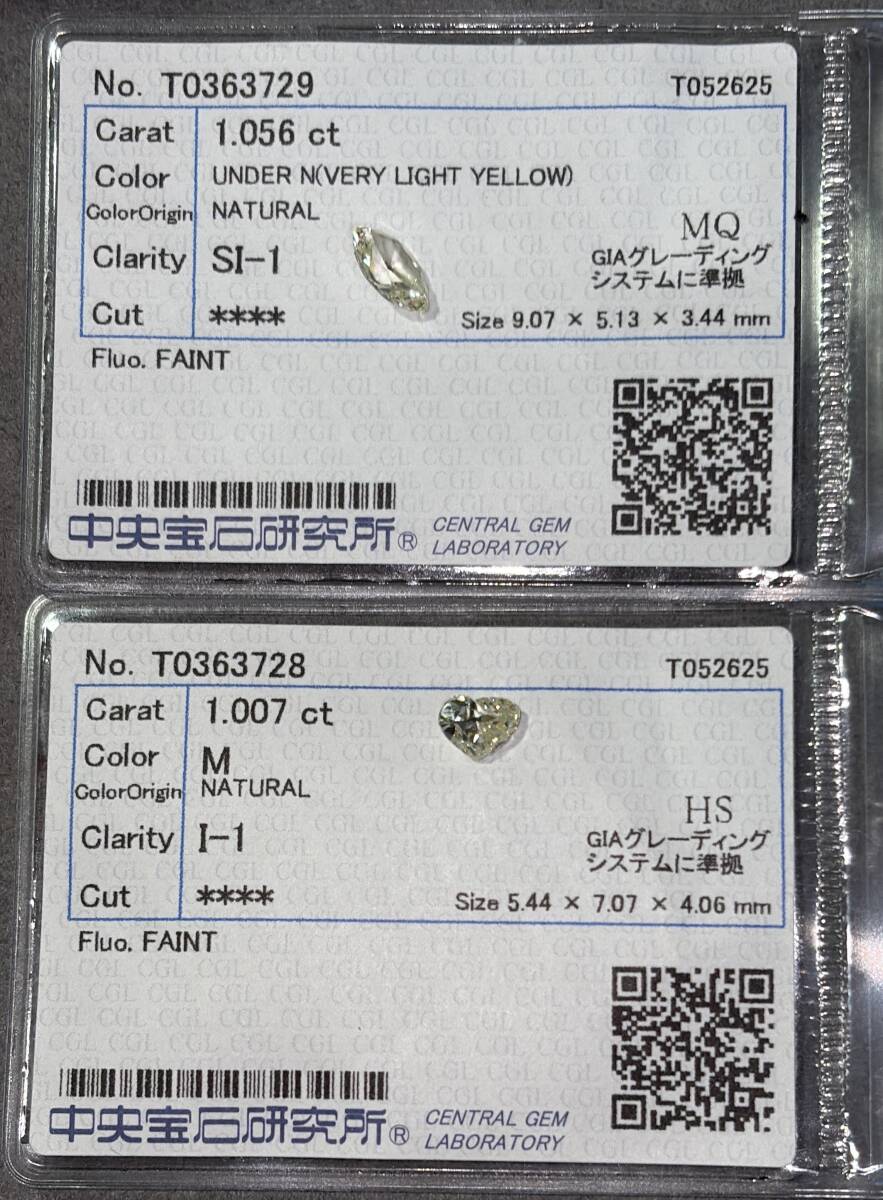 No. T0363729 T052625
Carat 1.056 ct
Color UNDER N(VERY LIGHT YELLOW)
ColorOrigin NATURAL
MQ
Clarity SI-1
GIAグレーディング
システムに準拠
Cut ****
Size 9.07 × 5.13 × 3.44 mm
Fluo. FAINT
中央宝石研究所® CENTRAL GEM
LABORATORY
No. T0363728 T052625
Carat 1.007 ct
Color M
ColorOrigin NATURAL
HS
Clarity I-1
GIAグレーディング
システムに準拠
Cut ****
Size 5.44 × 7.07 × 4.06 mm
Fluo. FAINT
中央宝石研究所® CENTRAL GEM
LABORATORY